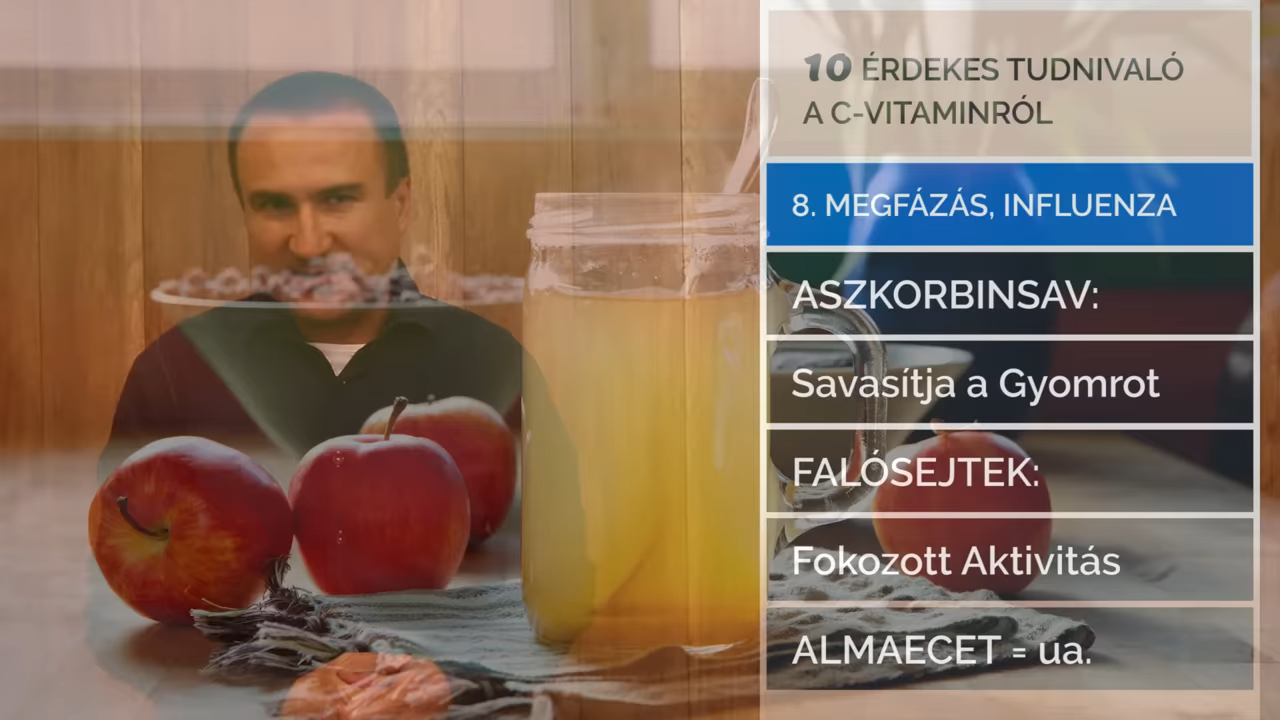 10 ÉRDEKES TUDNIVALÓ
A C-VITAMINRÓL
8. MEGFÁZÁS, INFLUENZA
ASZKORBINSAV:
Savasítja a Gyomrot
FALÓSEJTEK:
Fokozott Aktivitás
ALMAECET = ua.